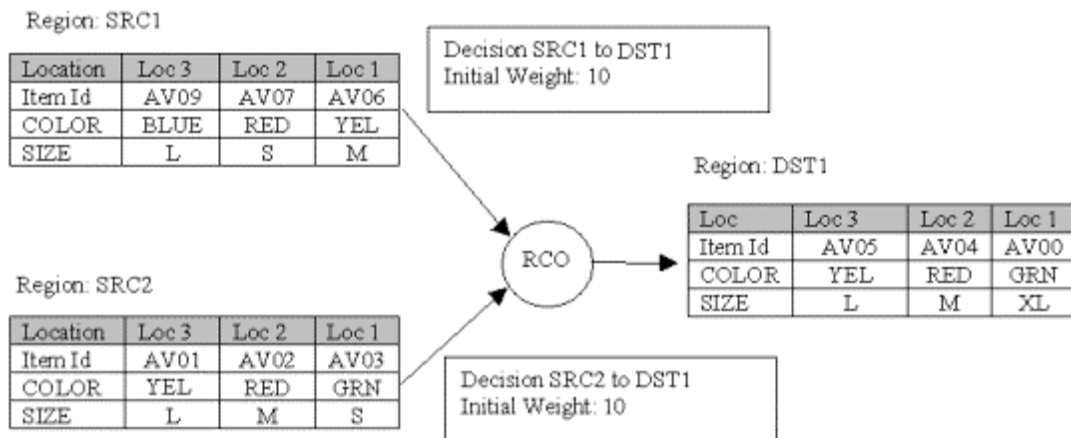 Region: SRC1
Decision SRC1 to DST1
Initial Weight: 10
Location Loc 3 Loc 2 Loc 1
Item Id AV09 AV07 AV06
COLOR BLUE RED YEL
SIZE L S M
Region: DST1
Loc Loc 3 Loc 2 Loc 1
Item Id AV05 AV04 AV00
COLOR YEL RED GRN
SIZE L M XL
RCO
Region: SRC2
Location Loc 3 Loc 2 Loc 1
Item Id AV01 AV02 AV03
COLOR YEL RED GRN
SIZE L M S
Decision SRC2 to DST1
Initial Weight: 10